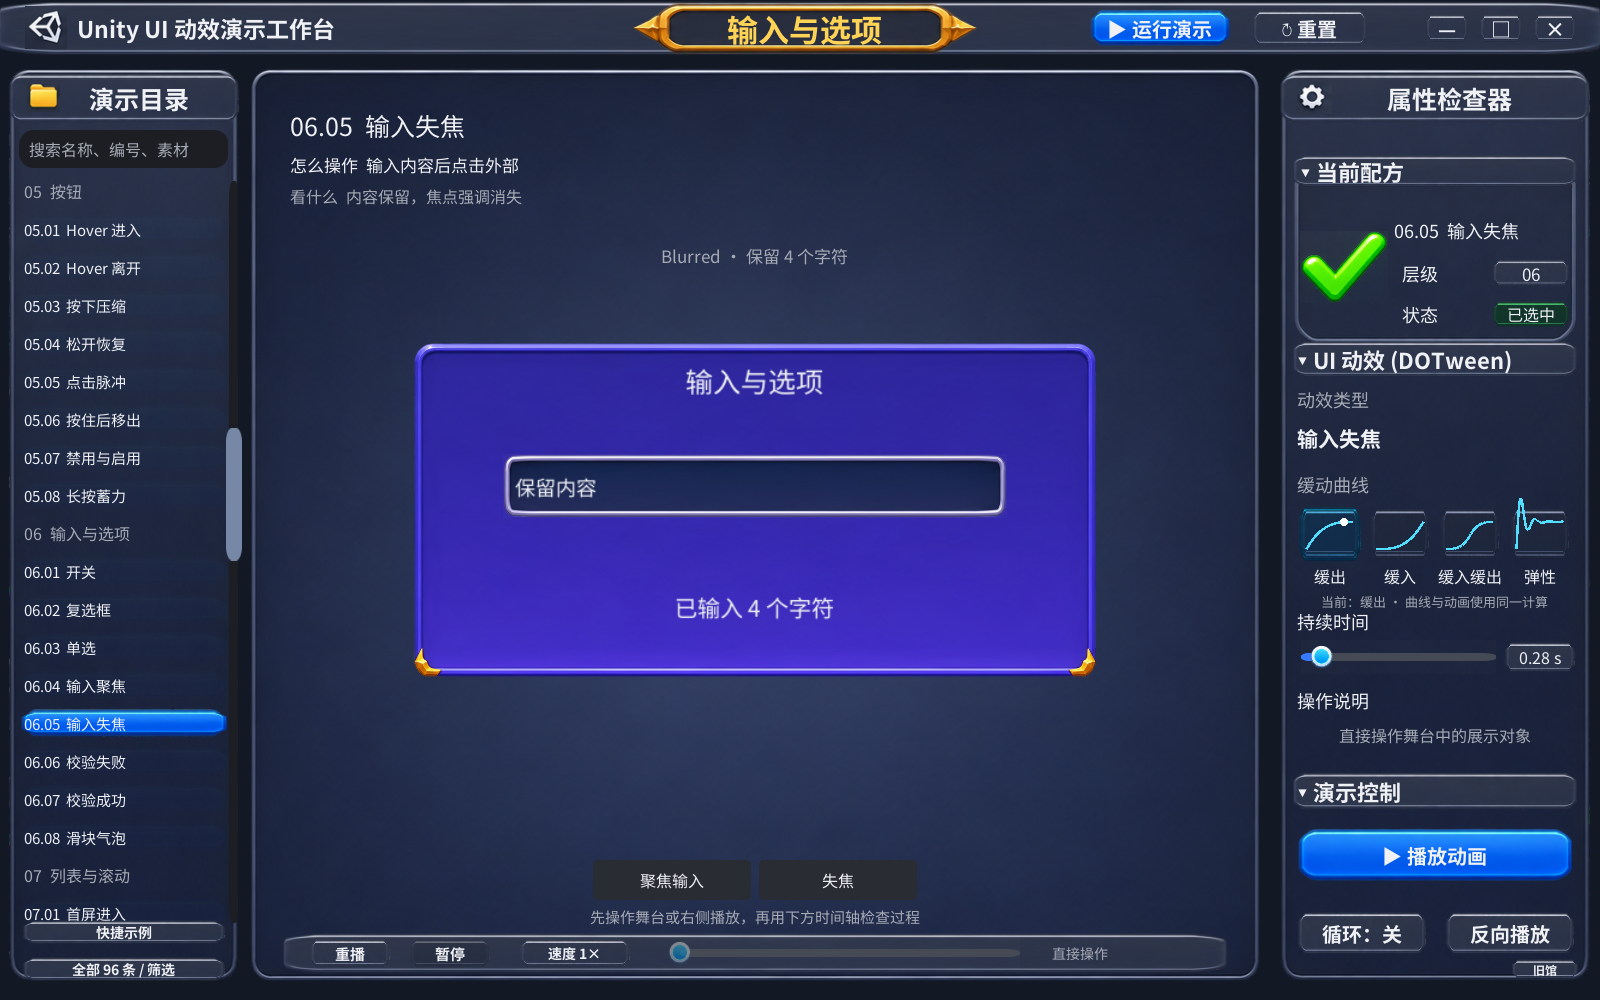 Unity UI 动效演示工作台
输入与选项
▶ 运行演示
↻ 重置
演示目录
搜索名称、编号、素材
05 按钮
05.01 Hover 进入
05.02 Hover 离开
05.03 按下压缩
05.04 松开恢复
05.05 点击脉冲
05.06 按住后移出
05.07 禁用与启用
05.08 长按蓄力
06 输入与选项
06.01 开关
06.02 复选框
06.03 单选
06.04 输入聚焦
06.05 输入失焦
06.06 校验失败
06.07 校验成功
06.08 滑块气泡
07 列表与滚动
07.01 首屏进入
快捷示例
全部 96 条 / 筛选
06.05 输入失焦
怎么操作 输入内容后点击外部
看什么 内容保留，焦点强调消失
Blurred · 保留 4 个字符
输入与选项
保留内容
已输入 4 个字符
聚焦输入
失焦
先操作舞台或右侧播放，再用下方时间轴检查过程
重播
暂停
速度 1×
直接操作
属性检查器
▼ 当前配方
06.05 输入失焦
层级
06
状态
已选中
▼ UI 动效 (DOTween)
动效类型
输入失焦
缓动曲线
缓出
缓入
缓入缓出
弹性
当前：缓出 · 曲线与动画使用同一计算
持续时间
0.28 s
操作说明
直接操作舞台中的展示对象
▼ 演示控制
▶ 播放动画
循环：关
反向播放
旧馆